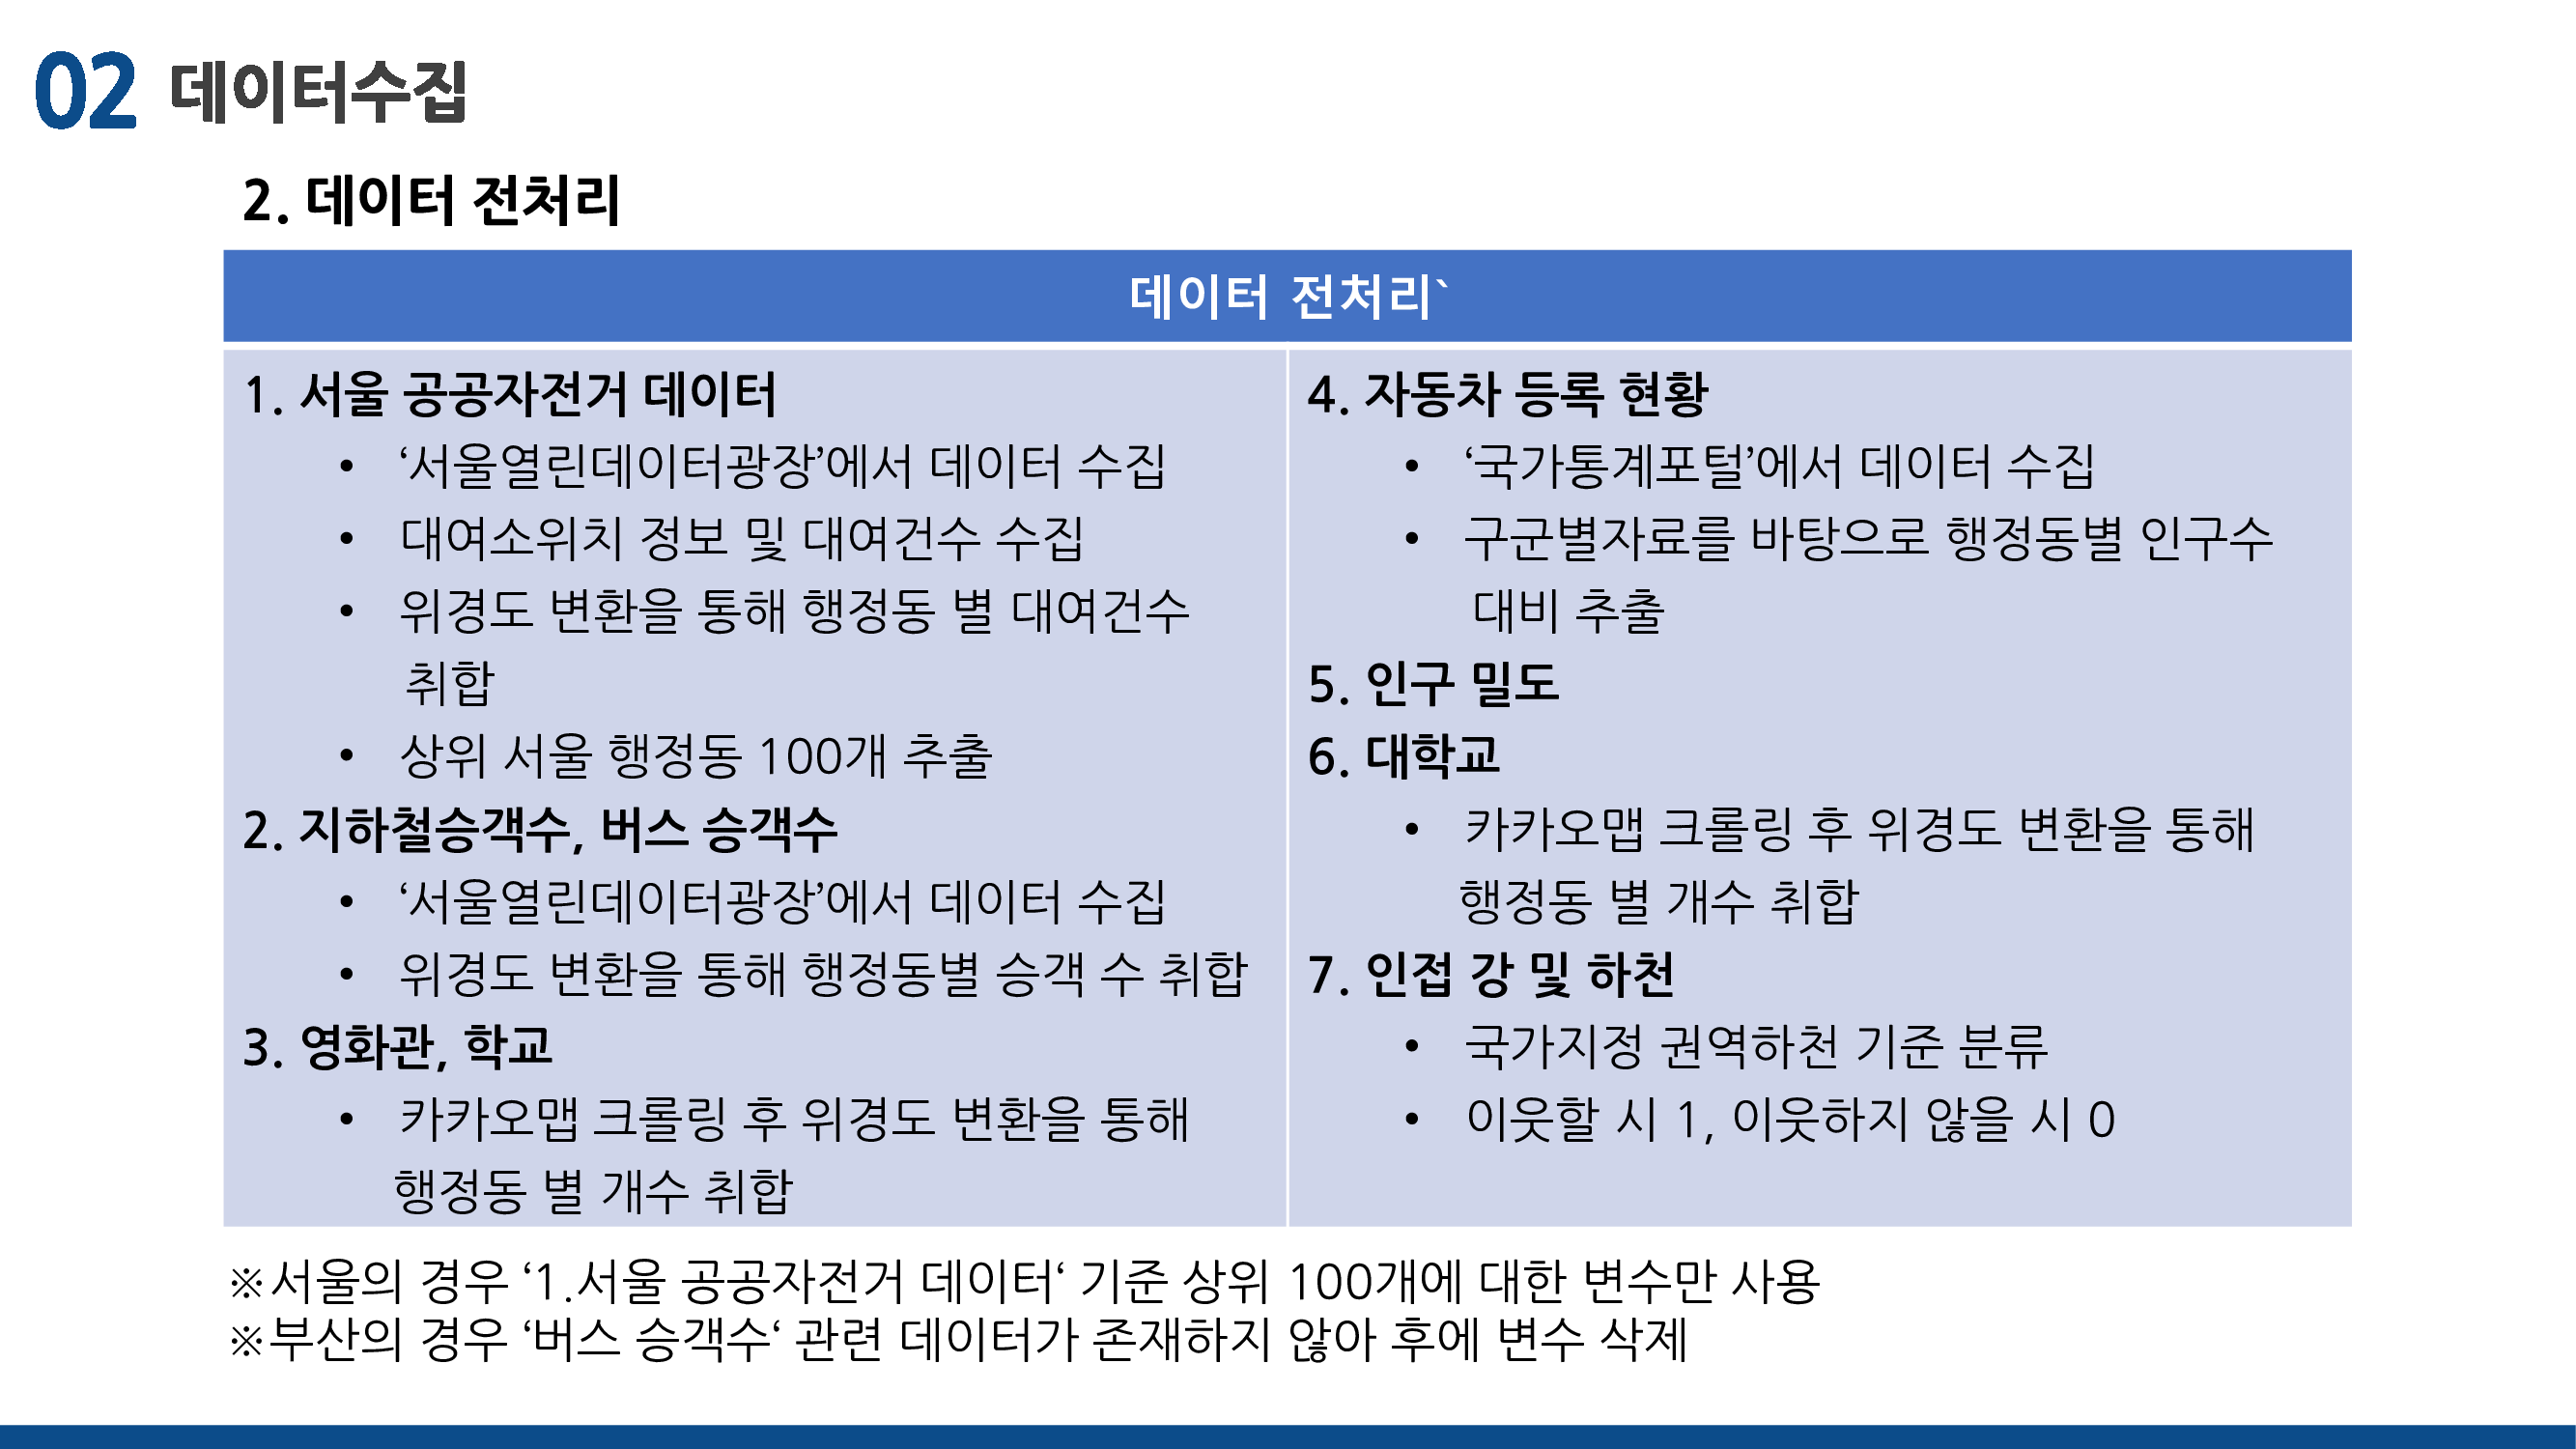 02 데이터수집
2. 데이터 전처리
데이터 전처리`
1. 서울 공공자전거 데이터
• ‘서울열린데이터광장’에서 데이터 수집
• 대여소위치 정보 및 대여건수 수집
• 위경도 변환을 통해 행정동 별 대여건수
취합
• 상위 서울 행정동 100개 추출
2. 지하철승객수, 버스 승객수
• ‘서울열린데이터광장’에서 데이터 수집
• 위경도 변환을 통해 행정동별 승객 수 취합
3. 영화관, 학교
• 카카오맵 크롤링 후 위경도 변환을 통해
행정동 별 개수 취합
4. 자동차 등록 현황
• ‘국가통계포털’에서 데이터 수집
• 구군별자료를 바탕으로 행정동별 인구수
대비 추출
5. 인구 밀도
6. 대학교
• 카카오맵 크롤링 후 위경도 변환을 통해
행정동 별 개수 취합
7. 인접 강 및 하천
• 국가지정 권역하천 기준 분류
• 이웃할 시 1, 이웃하지 않을 시 0
※서울의 경우 ‘1.서울 공공자전거 데이터‘ 기준 상위 100개에 대한 변수만 사용
※부산의 경우 ‘버스 승객수‘ 관련 데이터가 존재하지 않아 후에 변수 삭제